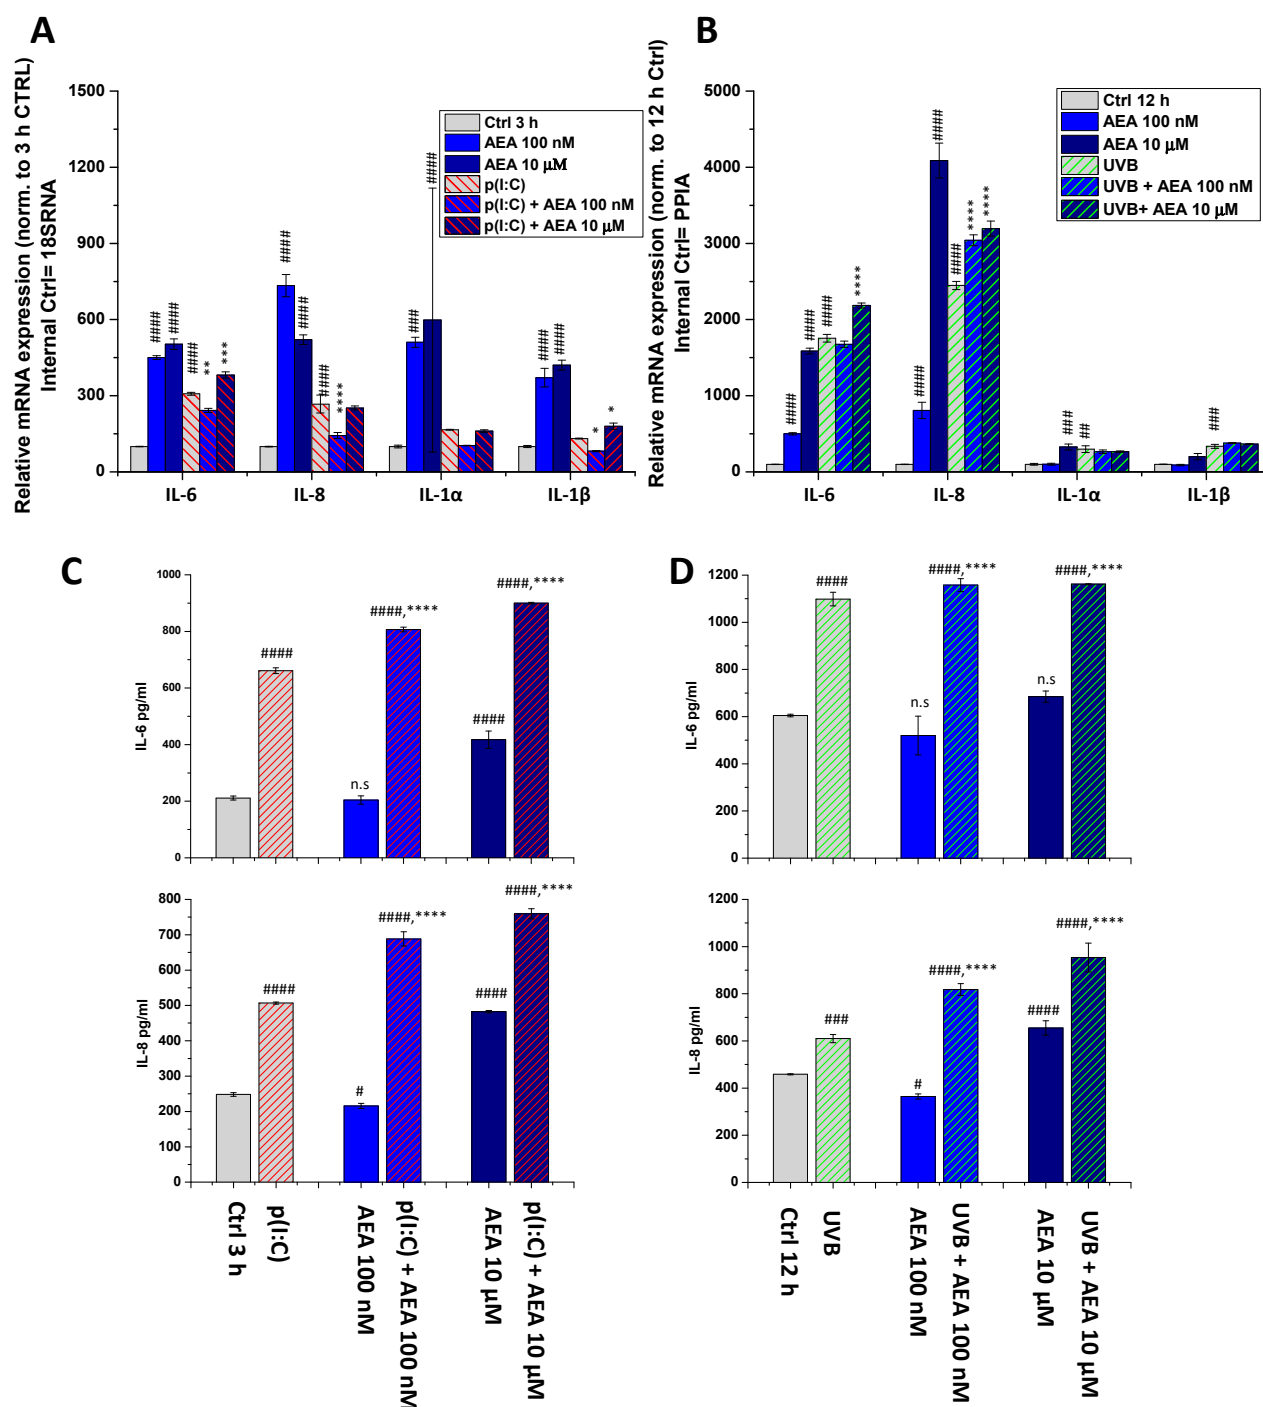 A
Relative mRNA expression (norm. to 3 h CTRL)
Internal Ctrl= 18SRNA
1500
1200
900
600
300
0
Ctrl 3 h
AEA 100 nM
AEA 10 µM
p(I:C)
p(I:C) + AEA 100 nM
p(I:C) + AEA 10 µM
#### #### #### ** ***
#### #### #### ****
### ####
#### #### * *
IL-6 IL-8 IL-1α IL-1β
B
Relative mRNA expression (norm. to 12 h Ctrl)
Internal Ctrl= PPIA
5000
4000
3000
2000
1000
0
Ctrl 12 h
AEA 100 nM
AEA 10 µM
UVB
UVB + AEA 100 nM
UVB+ AEA 10 µM
#### #### #### ****
#### #### #### **** ****
### ##
###
IL-6 IL-8 IL-1α IL-1β
C
IL-6 pg/ml
1000
800
600
400
200
0
####
n.s
####,****
####
####,****
IL-8 pg/ml
800
700
600
500
400
300
200
100
0
####
#
####,****
####
####,****
Ctrl 3 h
p(I:C)
AEA 100 nM
p(I:C) + AEA 100 nM
AEA 10 µM
p(I:C) + AEA 10 µM
D
IL-6 pg/ml
1200
1000
800
600
400
200
0
####
n.s
####,****
n.s
####,****
IL-8 pg/ml
1200
1000
800
600
400
200
0
###
#
####,****
####
####,****
Ctrl 12 h
UVB
AEA 100 nM
UVB + AEA 100 nM
AEA 10 µM
UVB + AEA 10 µM